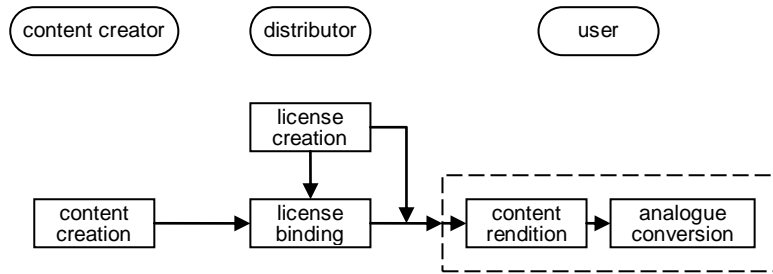 content creator
distributor
user
license
creation
content
creation
license
binding
content
rendition
analogue
conversion